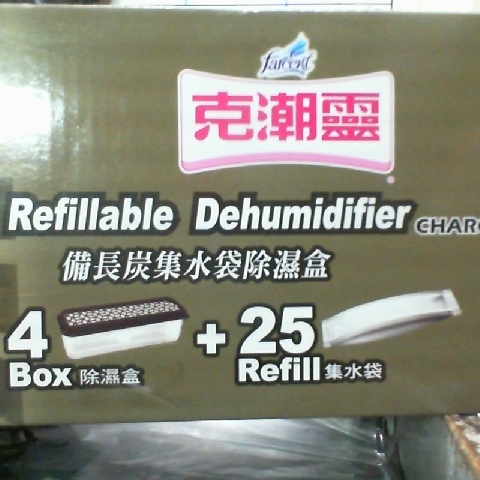 farcent
克潮靈
Refillable Dehumidifier CHARC
備長炭集水袋除濕盒
4 + 25
Box 除濕盒 Refill 集水袋